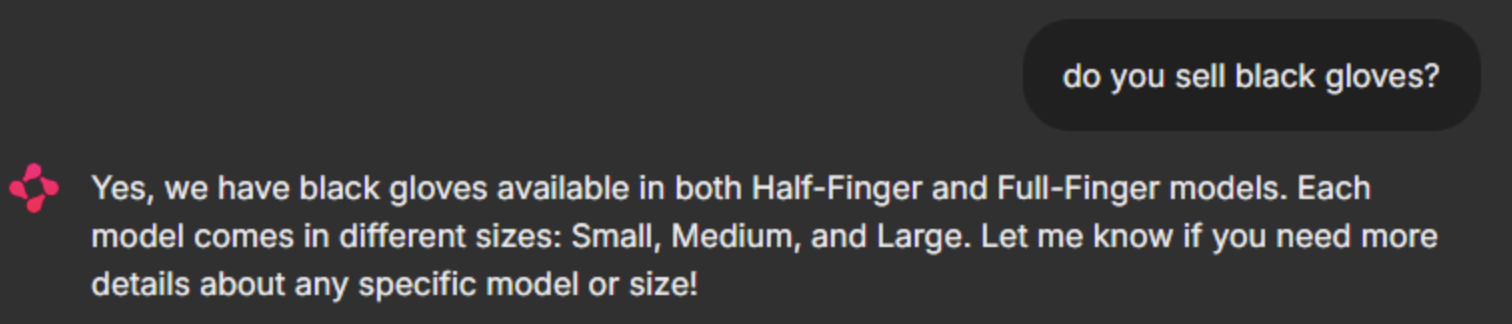 do you sell black gloves?
Yes, we have black gloves available in both Half-Finger and Full-Finger models. Each
model comes in different sizes: Small, Medium, and Large. Let me know if you need more
details about any specific model or size!